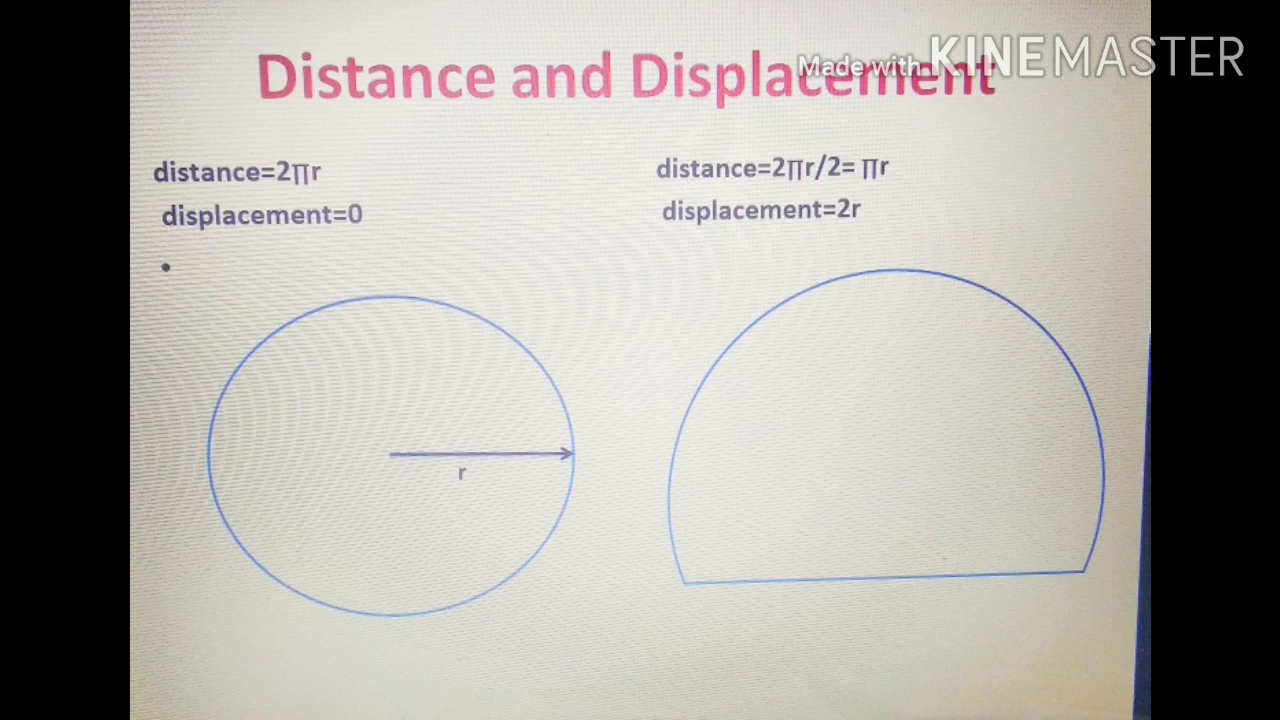 Made with KINEMASTER
Distance and Displacement
distance=2∏r
displacement=0
distance=2∏r/2= ∏r
displacement=2r
•
r